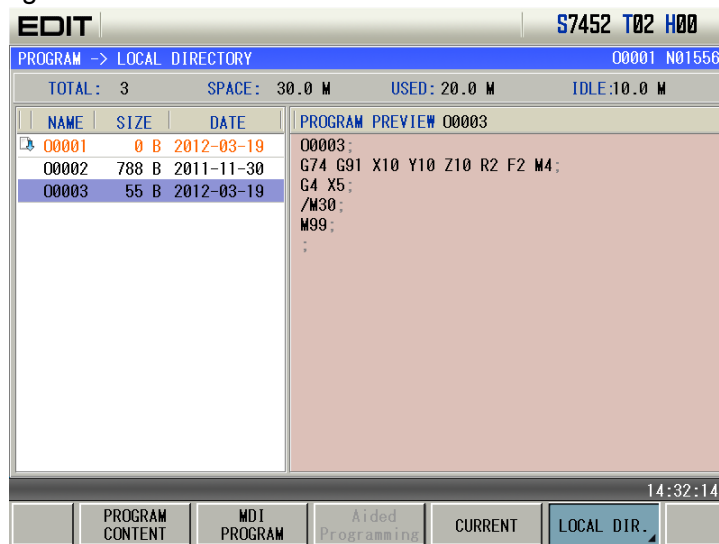 EDIT S7452 T02 H00
PROGRAM -> LOCAL DIRECTORY O0001 N01556
TOTAL: 3 SPACE: 30.0 M USED: 20.0 M IDLE:10.0 M
NAME SIZE DATE PROGRAM PREVIEW O0003
O0001 0 B 2012-03-19 O0003;
O0002 788 B 2011-11-30 G74 G91 X10 Y10 Z10 R2 F2 M4;
O0003 55 B 2012-03-19 G4 X5;
/M30;
M99;
;
14:32:14
PROGRAM CONTENT MDI PROGRAM Aided Programming CURRENT LOCAL DIR.